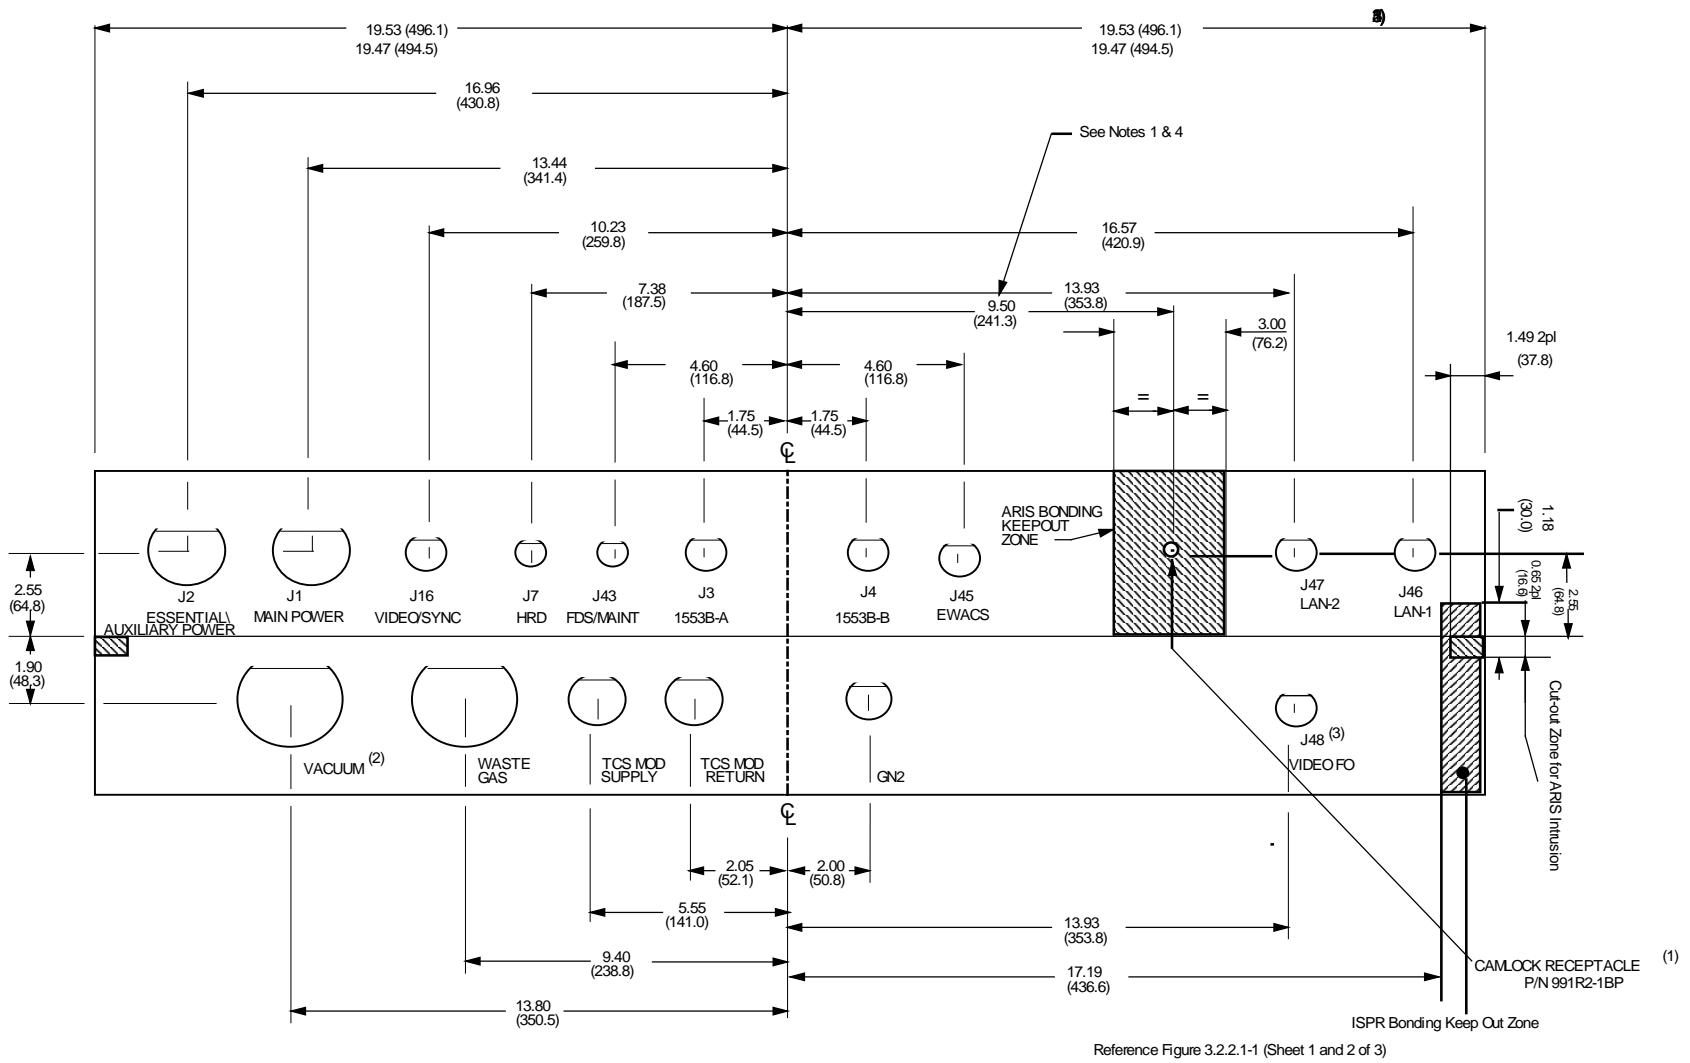 19.53 (496.1)
19.47 (494.5)
19.53 (496.1)
19.47 (494.5)
16.96
(430.8)
See Notes 1 & 4
13.44
(341.4)
10.23
(259.8)
16.57
(420.9)
7.38
(187.5)
13.93
(353.8)
9.50
(241.3)
3.00
(76.2)
1.49 2pl
(37.8)
4.60
(116.8)
4.60
(116.8)
= =
1.75
(44.5)
1.75
(44.5)
CL
ARIS BONDING
KEEPOUT
ZONE
1.18
(30.0)
0.65 2pl
(16.6)
2.55
(64.8)
2.55
(64.8)
J2
ESSENTIAL\
AUXILIARY POWER
J1
MAIN POWER
J16
VIDEO/SYNC
J7
HRD
J43
FDS/MAINT
J3
1553B-A
J4
1553B-B
J45
EWACS
J47
LAN-2
J46
LAN-1
1.90
(48.3)
Cut-out Zone for ARIS Intrusion
VACUUM (2)
WASTE
GAS
TCS MOD
SUPPLY
TCS MOD
RETURN
GN2
J48 (3)
VIDEO FO
CL
2.05
(52.1)
2.00
(50.8)
5.55
(141.0)
13.93
(353.8)
9.40
(238.8)
17.19
(436.6)
CAMLOCK RECEPTACLE (1)
P/N 991R2-1BP
13.80
(350.5)
ISPR Bonding Keep Out Zone
Reference Figure 3.2.2.1-1 (Sheet 1 and 2 of 3)